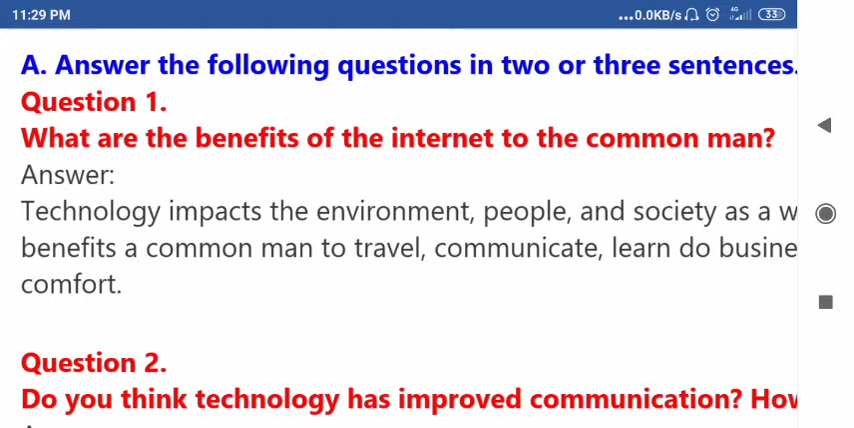 11:29 PM ...0.0KB/s 4G 33
A. Answer the following questions in two or three sentences.
Question 1.
What are the benefits of the internet to the common man?
Answer:
Technology impacts the environment, people, and society as a
benefits a common man to travel, communicate, learn do
comfort.
Question 2.
Do you think technology has improved communication? How